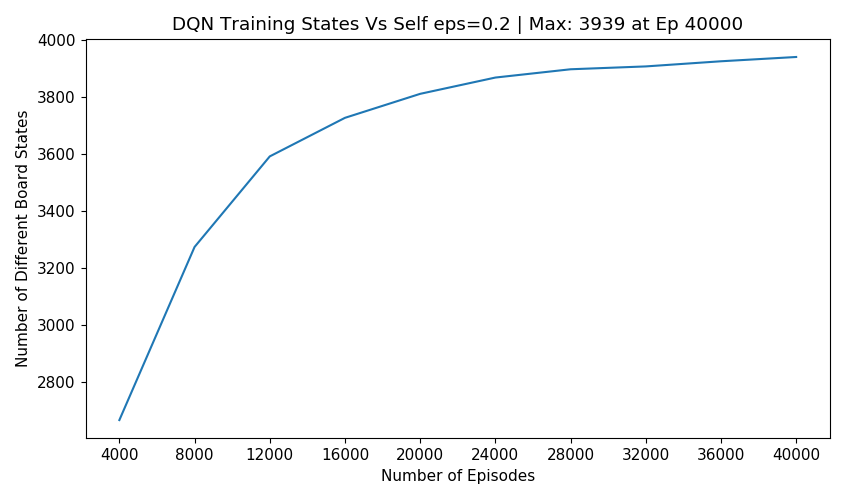 DQN Training States Vs Self eps=0.2 | Max: 3939 at Ep 40000
Number of Different Board States
4000
3800
3600
3400
3200
3000
2800
4000 8000 12000 16000 20000 24000 28000 32000 36000 40000
Number of Episodes